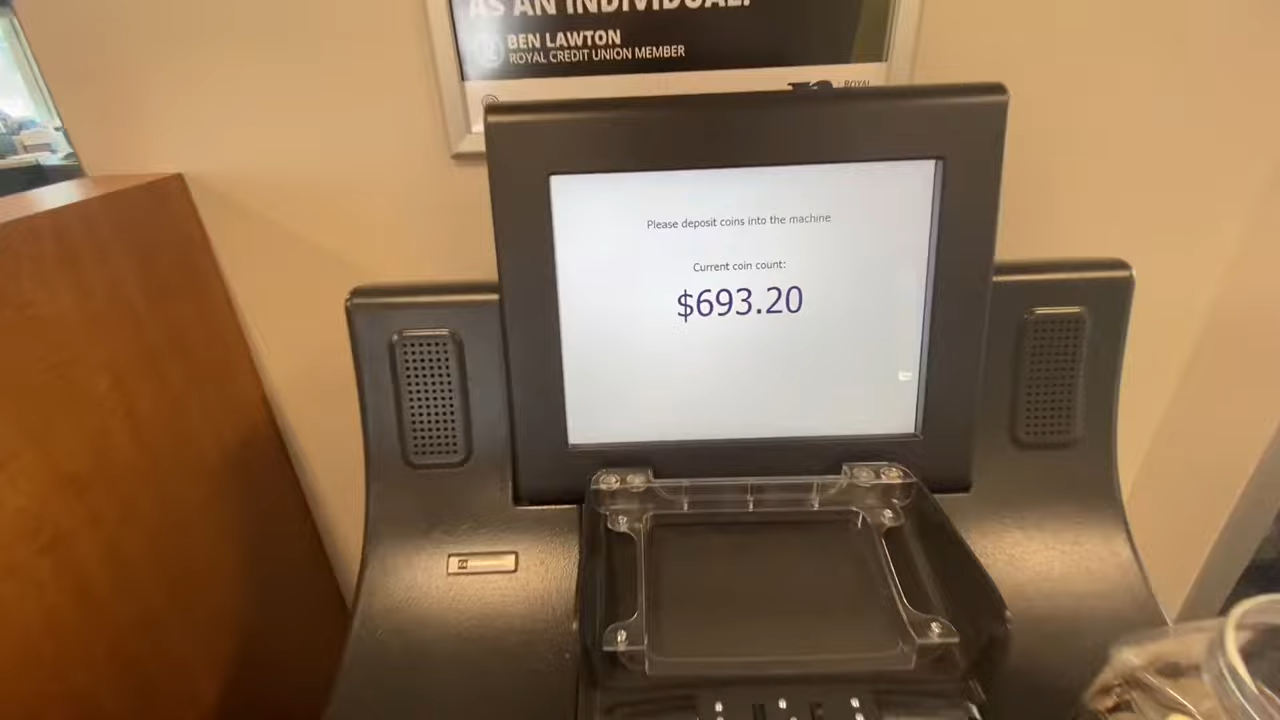 AS AN INDIVIDUAL.
BEN LAWTON
ROYAL CREDIT UNION MEMBER
ROYAL
Please deposit coins into the machine
Current coin count:
$693.20